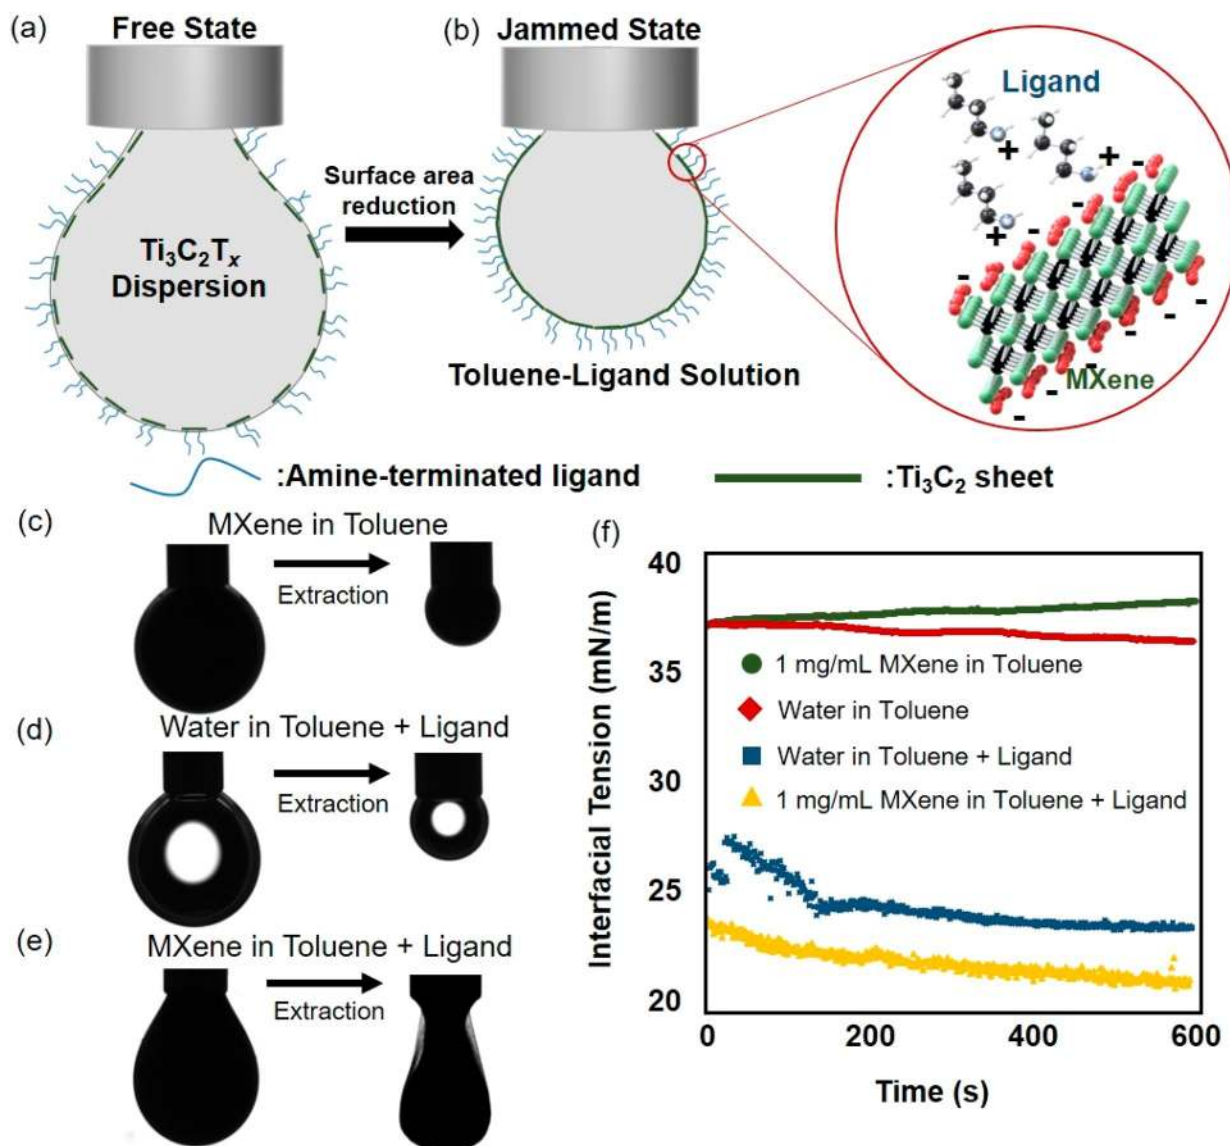 (a)
Free State
(b)
Jammed State
Ligand
+
+
+
-
-
-
-
-
-
-
-
-
-
-
MXene
Surface area
reduction
Ti₃C₂Tₓ
Dispersion
Toluene-Ligand Solution
:Amine-terminated ligand
:Ti₃C₂ sheet
(c)
MXene in Toluene
Extraction
(d)
Water in Toluene + Ligand
Extraction
(e)
MXene in Toluene + Ligand
Extraction
(f)
Interfacial Tension (mN/m)
40
35
30
25
20
1 mg/mL MXene in Toluene
Water in Toluene
Water in Toluene + Ligand
1 mg/mL MXene in Toluene + Ligand
0
200
400
600
Time (s)